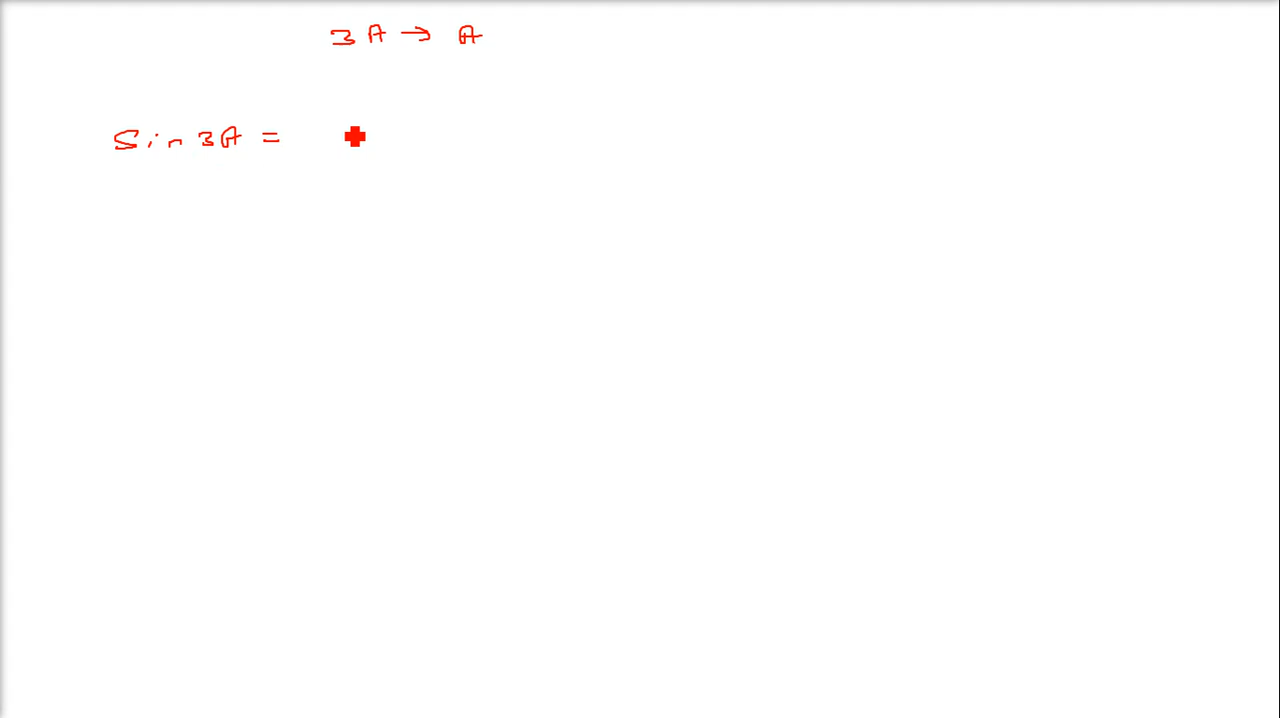 3A → A
Sin 3A =